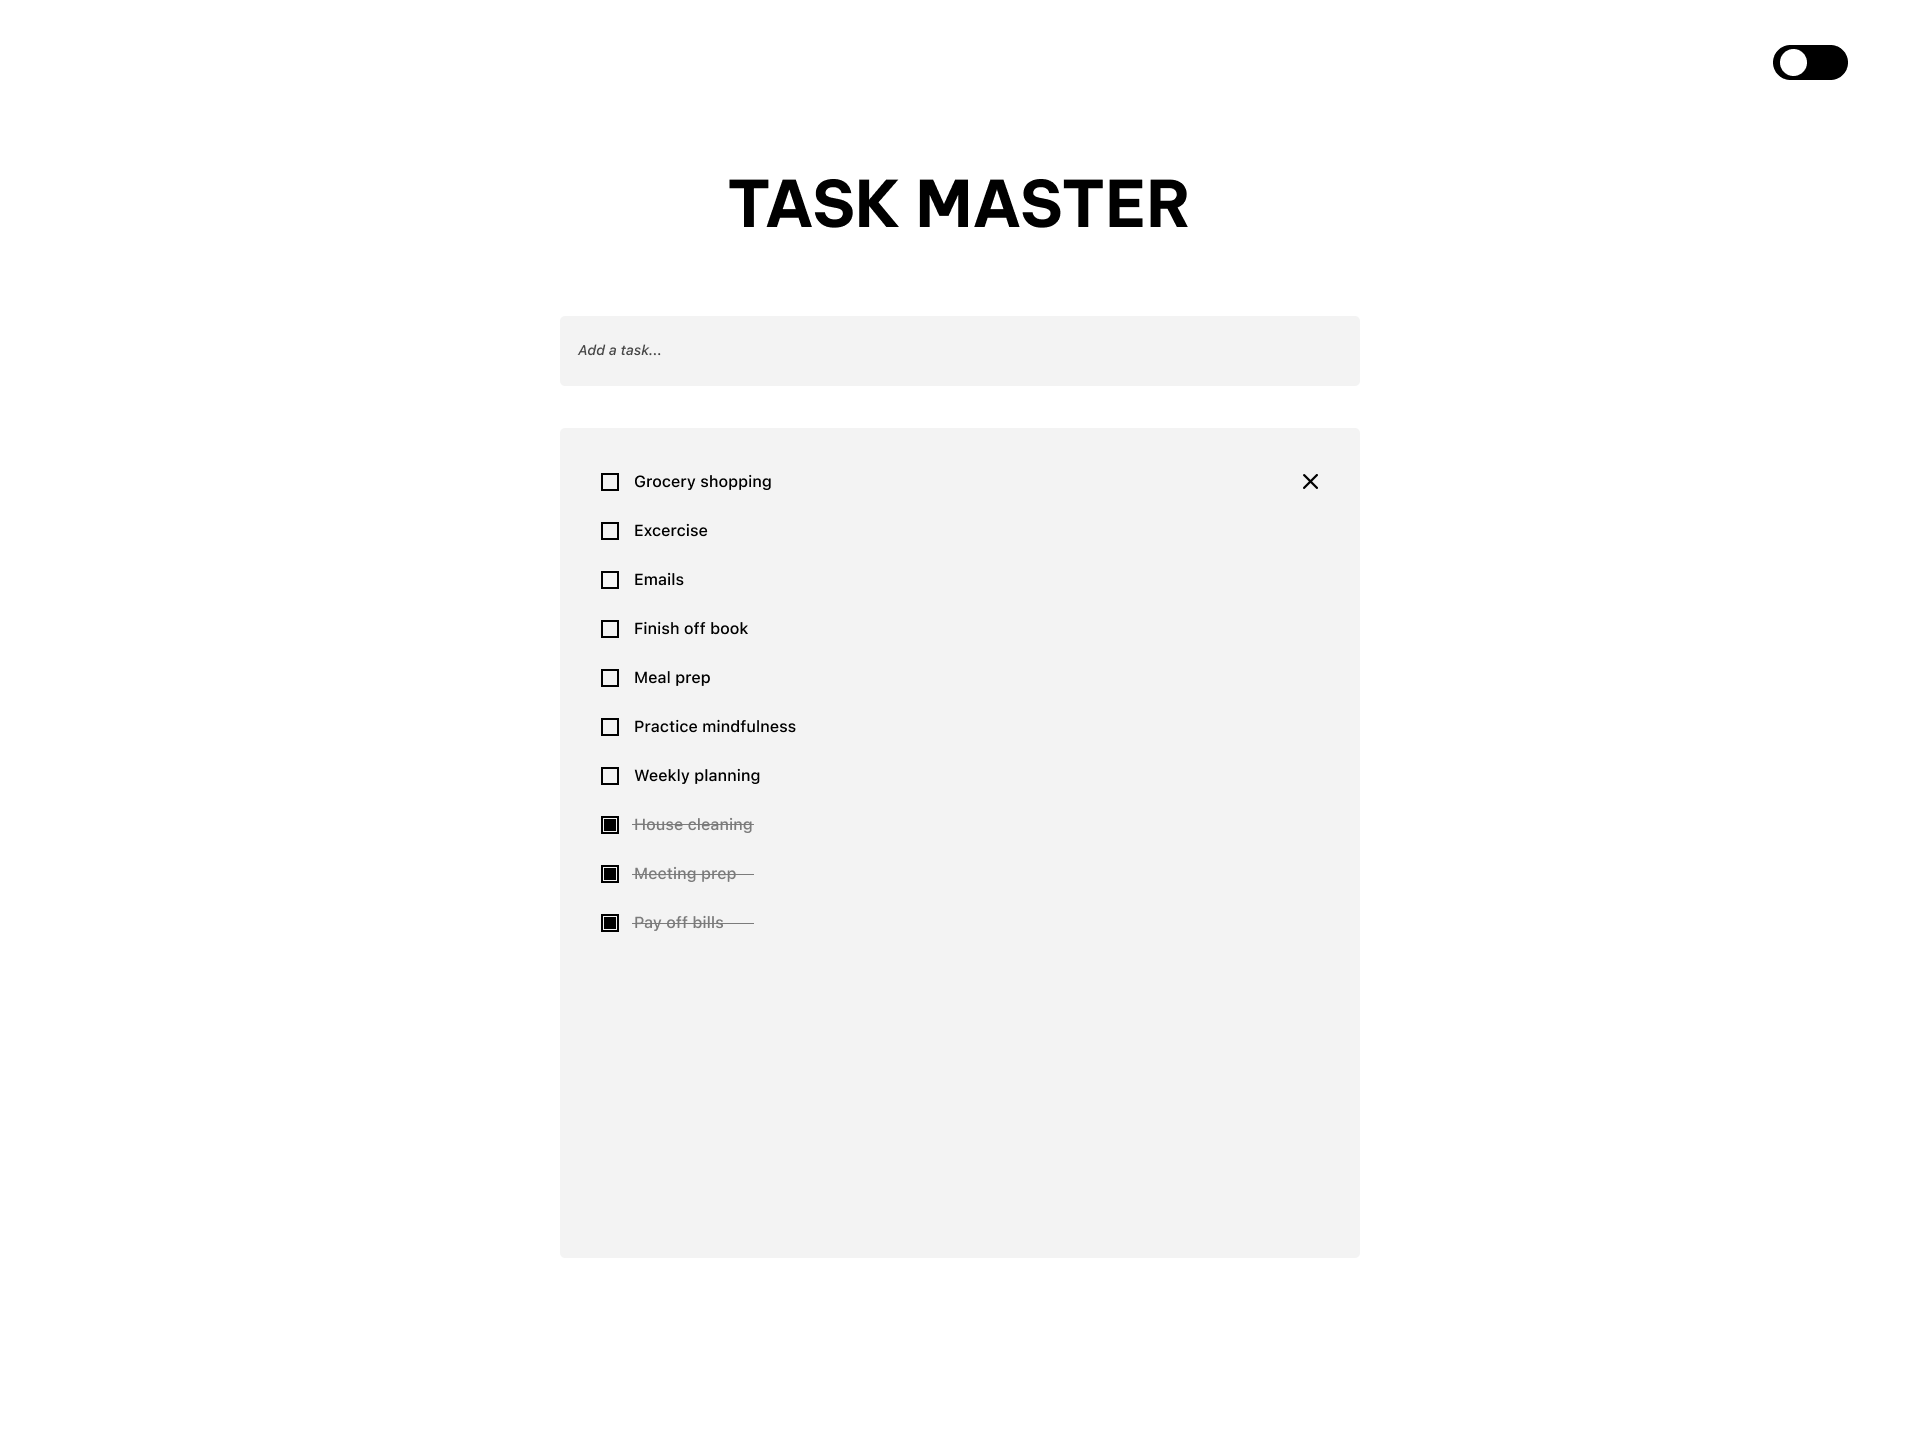 TASK MASTER
Add a task...
Grocery shopping
Excercise
Emails
Finish off book
Meal prep
Practice mindfulness
Weekly planning
House cleaning
Meeting prep
Pay off bills